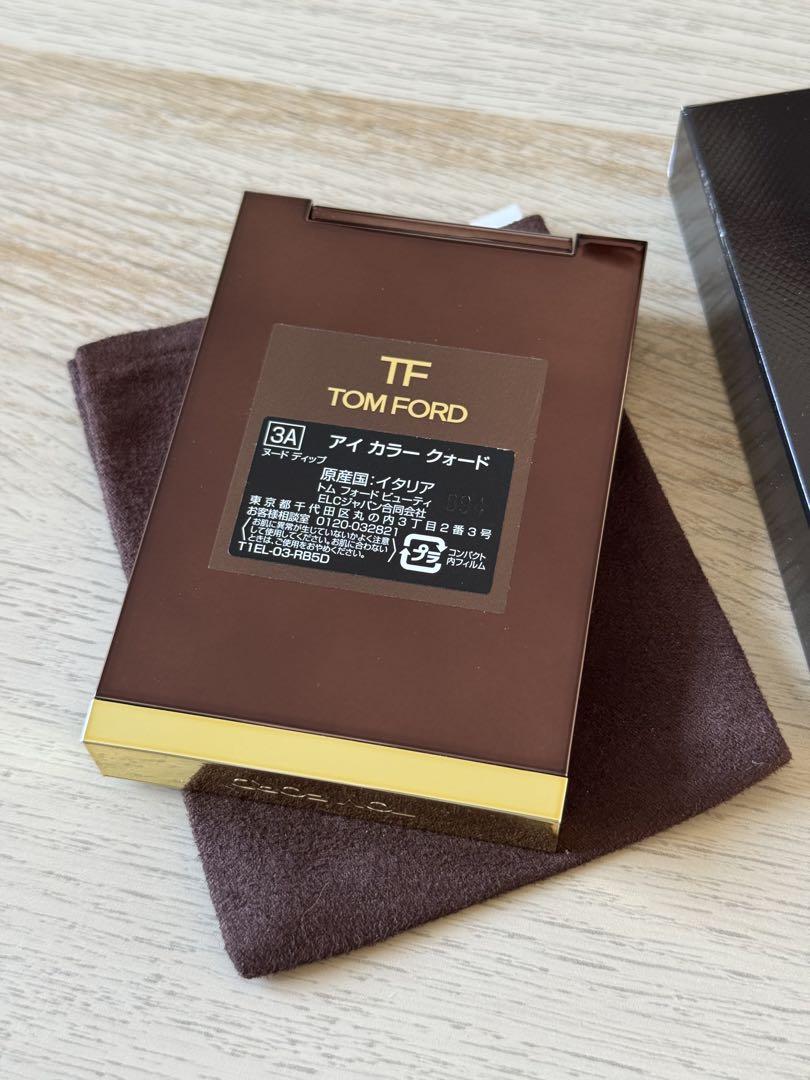 TF
TOM FORD
3A アイ カラー クォード
ヌード ディップ
原産国:イタリア
トム フォード ビューティ
ELCジャパン合同会社
東京都千代田区丸の内3丁目2番3号
お客様相談室 0120-032821
お肌に異常が生じていないかよく注意
して使用してください。お肌に合わない
ときは、ご使用をおやめください。
T1EL-03-RB5D
プラ
コンパクト
内フィルム
TOM FORD